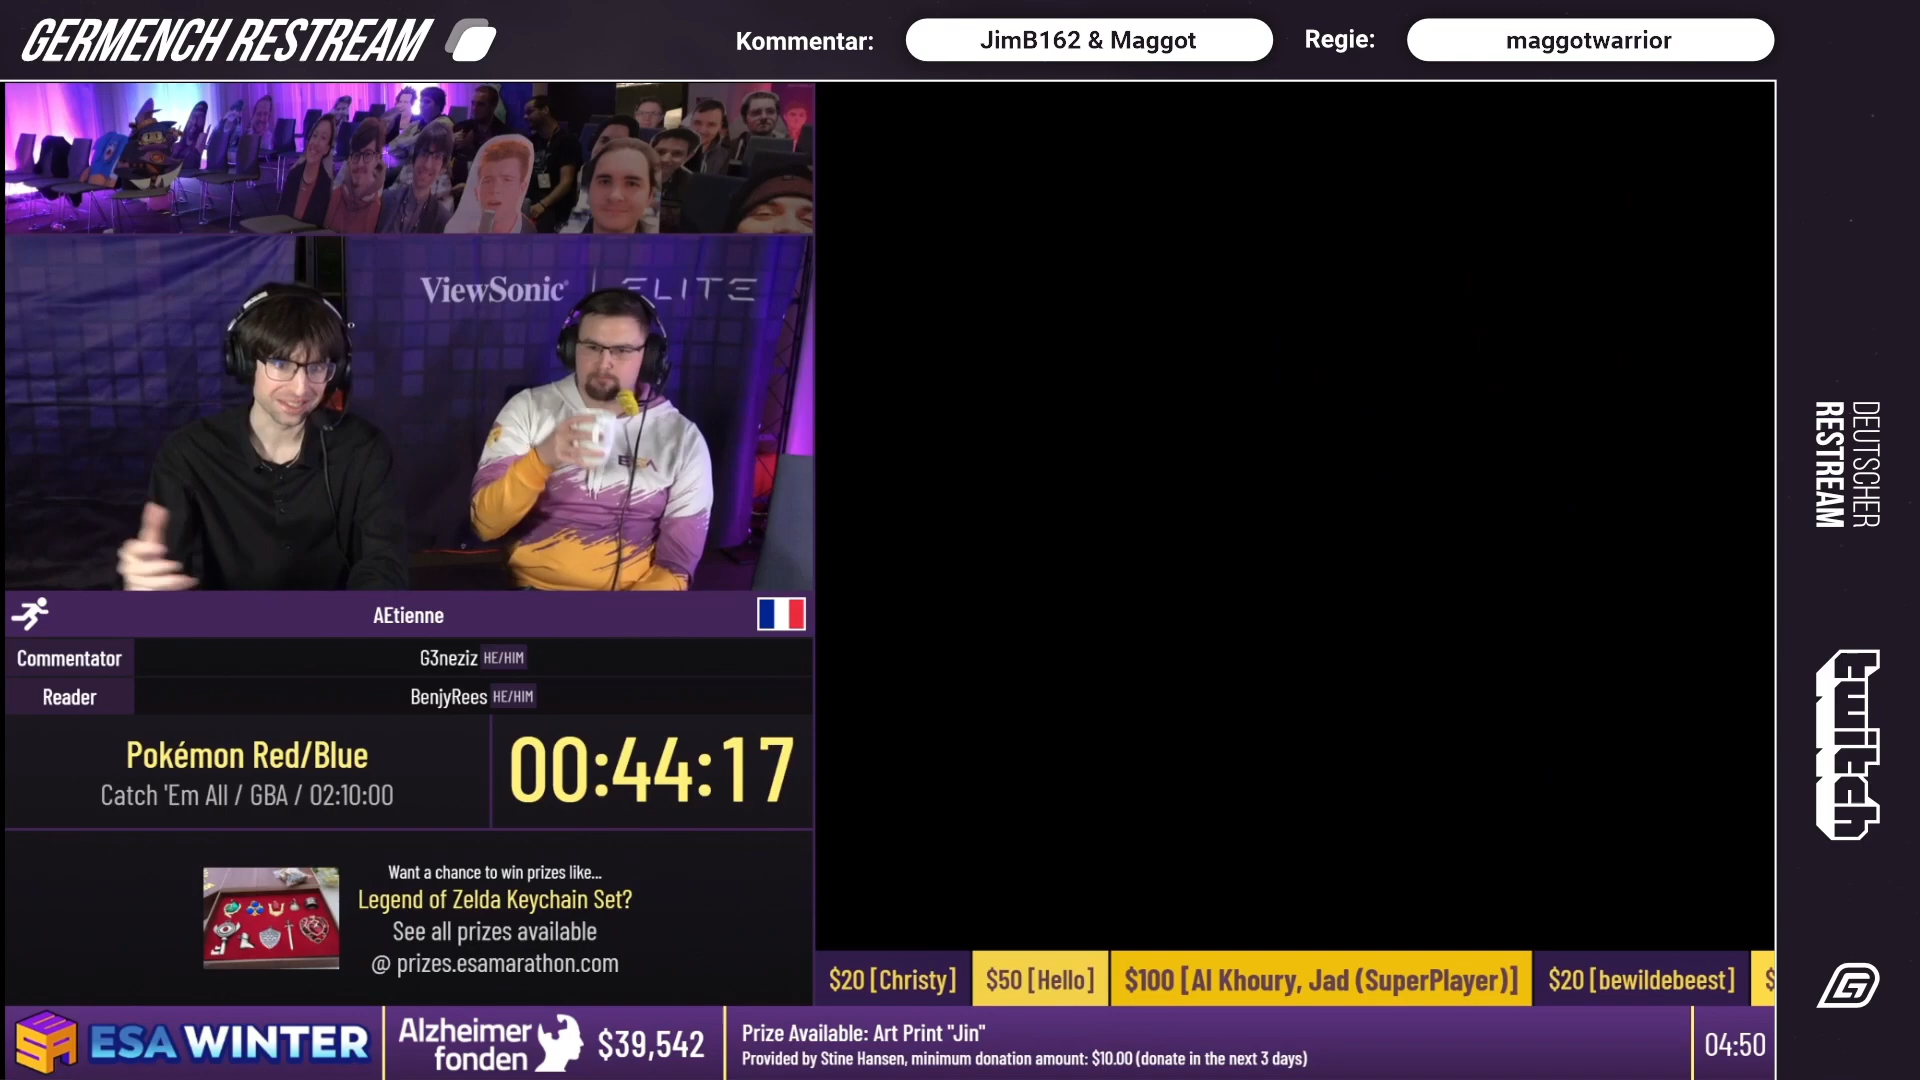 GERMENCH RESTREAM
Kommentar:
JimB162 & Maggot
Regie:
maggotwarrior
ViewSonic
ELITE
ESA
AEtienne
Commentator
G3neziz HE/HIM
Reader
BenjyRees HE/HIM
Pokémon Red/Blue
Catch 'Em All / GBA / 02:10:00
00:44:17
Want a chance to win prizes like...
Legend of Zelda Keychain Set?
See all prizes available
@ prizes.esamarathon.com
$20 [Christy]
$50 [Hello]
$100 [Al Khoury, Jad (SuperPlayer)]
$20 [bewildebeest]
$
ESA WINTER
Alzheimer
fonden
$39,542
Prize Available: Art Print "Jin"
Provided by Stine Hansen, minimum donation amount: $10.00 (donate in the next 3 days)
04:50
DEUTSCHER
RESTREAM
twitch
G